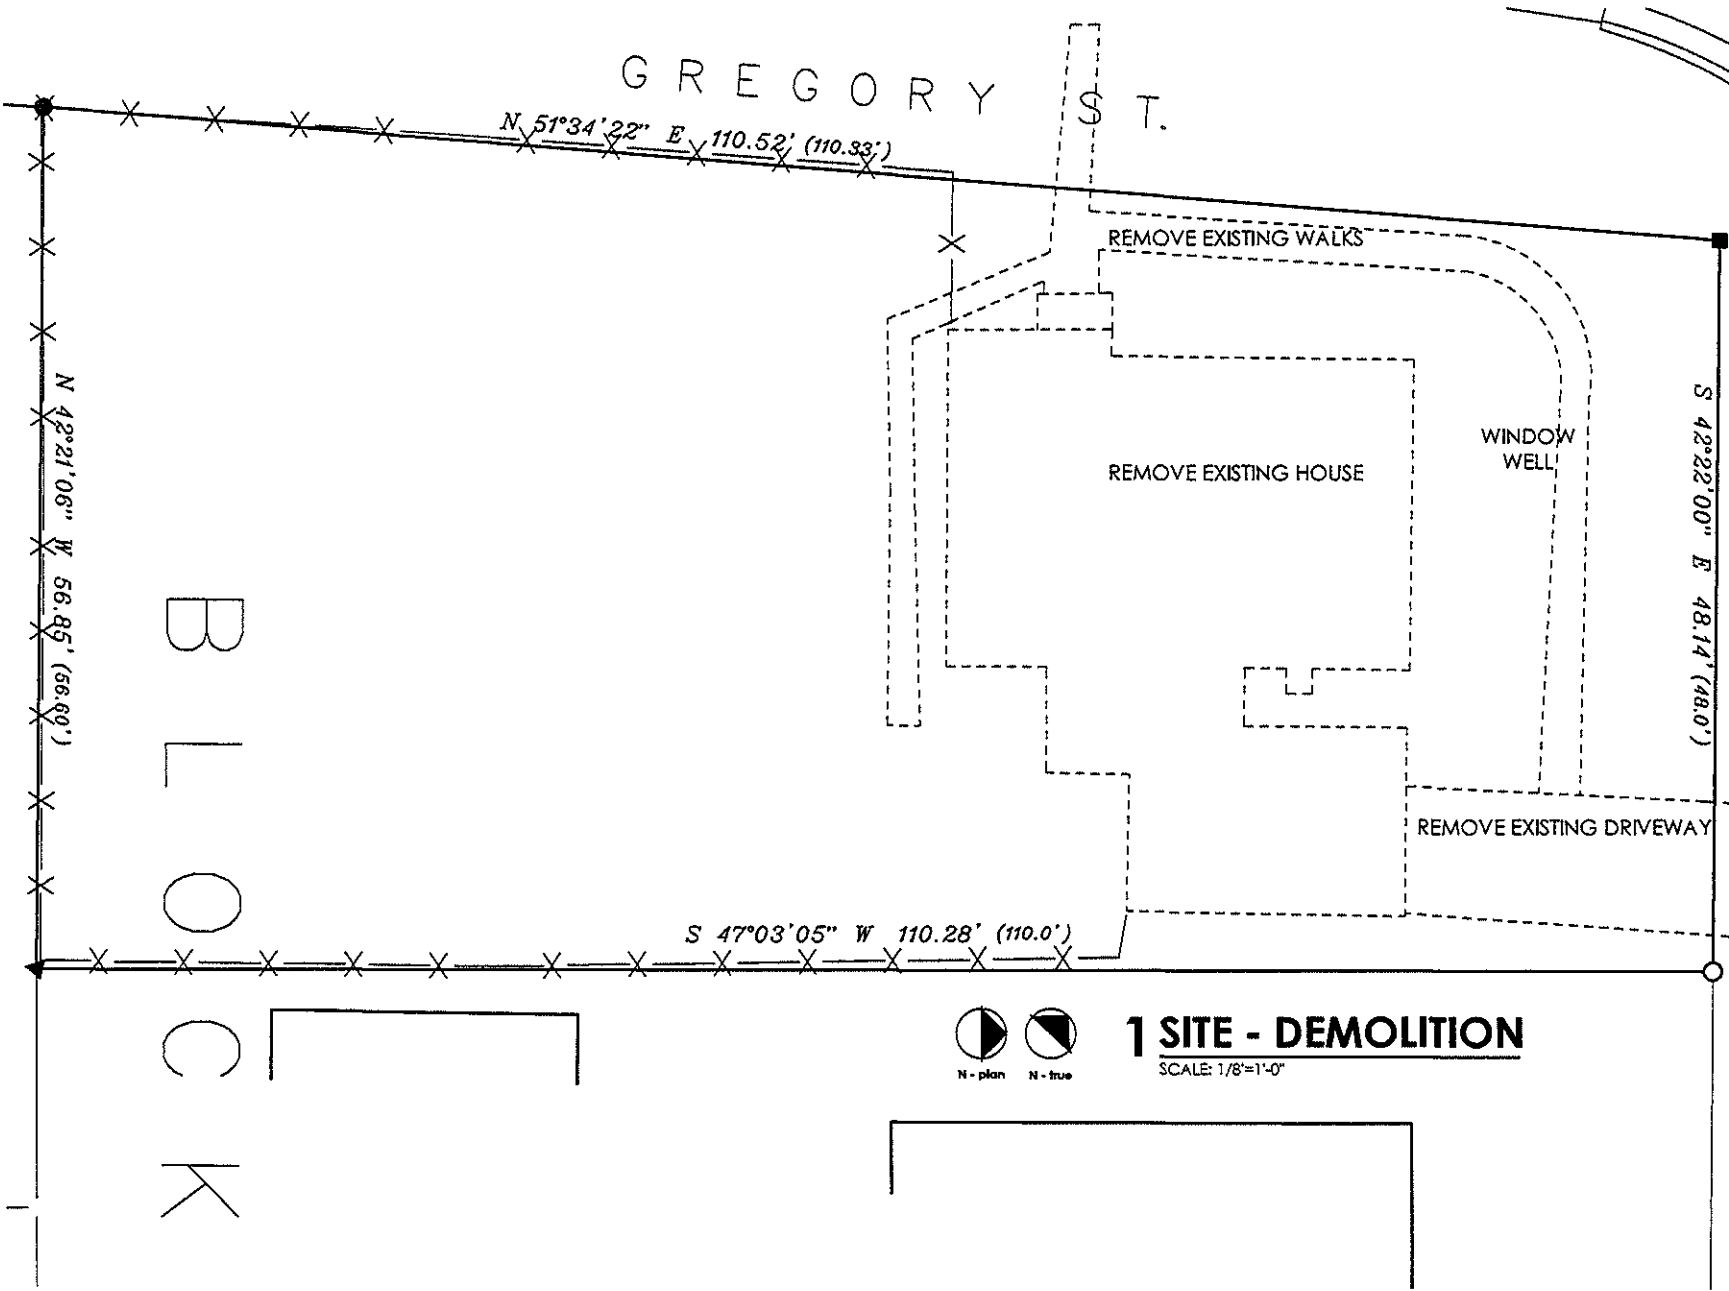 GREGORY ST.
N 51°34'22" E 110.52' (110.33')
REMOVE EXISTING WALKS
N 42°21'06" W 56.85' (56.60')
S 42°22'00" E 48.14' (48.0')
WINDOW
WELL
REMOVE EXISTING HOUSE
BLOCK
REMOVE EXISTING DRIVEWAY
S 47°03'05" W 110.28' (110.0')
1 SITE - DEMOLITION
SCALE: 1/8"=1'-0"
N - plan
N - true